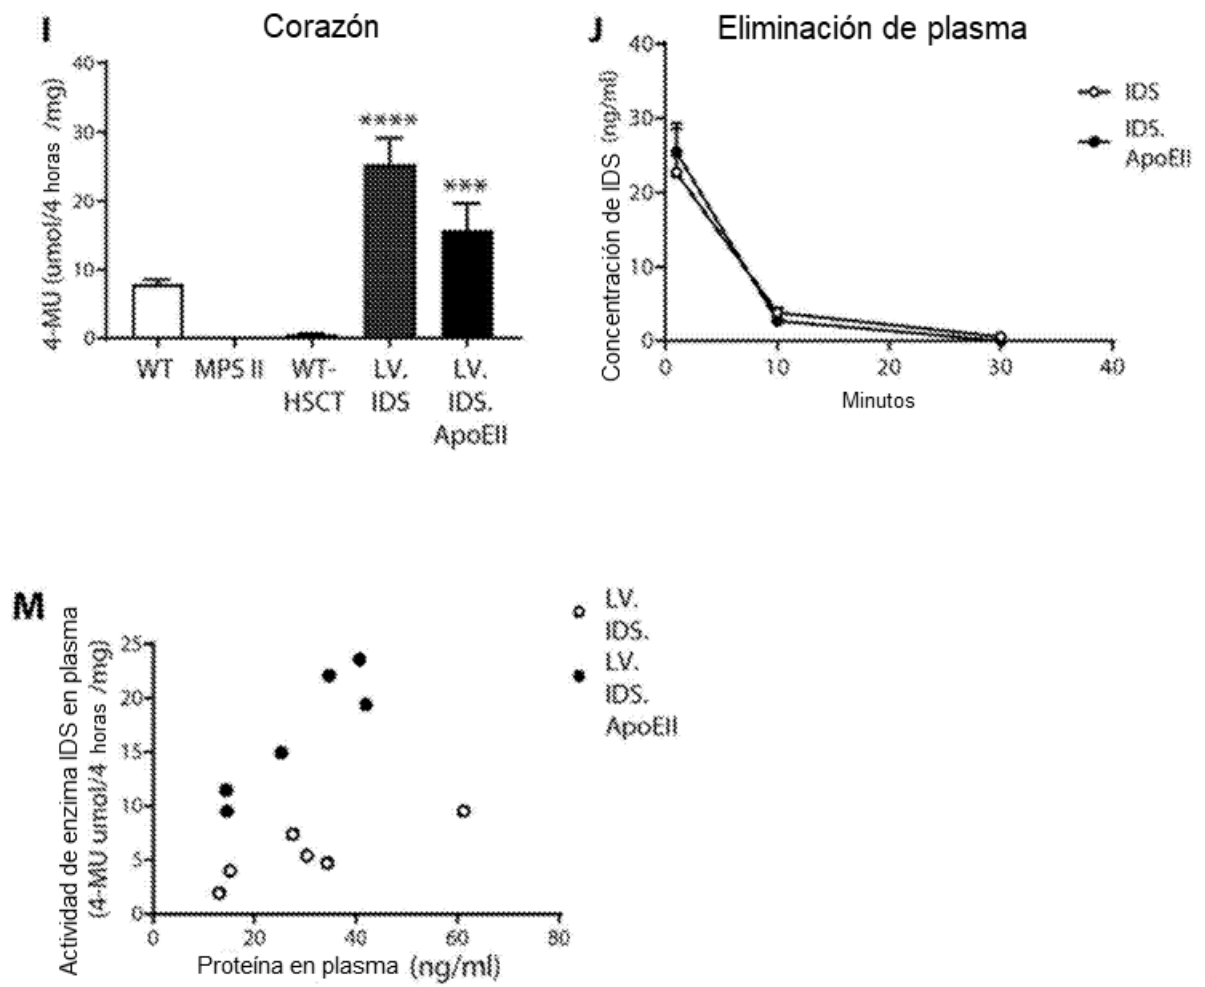 I
Corazón
4-MU (umol/4 horas /mg)
40
30
20
10
0
****
***
WT
MPS II
WT-
HSCT
LV.
IDS
LV.
IDS.
ApoEII
J
Eliminación de plasma
Concentración de IDS (ng/ml)
40
30
20
10
0
0
10
20
30
40
Minutos
IDS
IDS.
ApoEII
M
Actividad de enzima IDS en plasma
(4-MU umol/4 horas /mg)
25
20
15
10
5
0
0
20
40
60
80
Proteína en plasma (ng/ml)
LV.
IDS.
LV.
IDS.
ApoEII